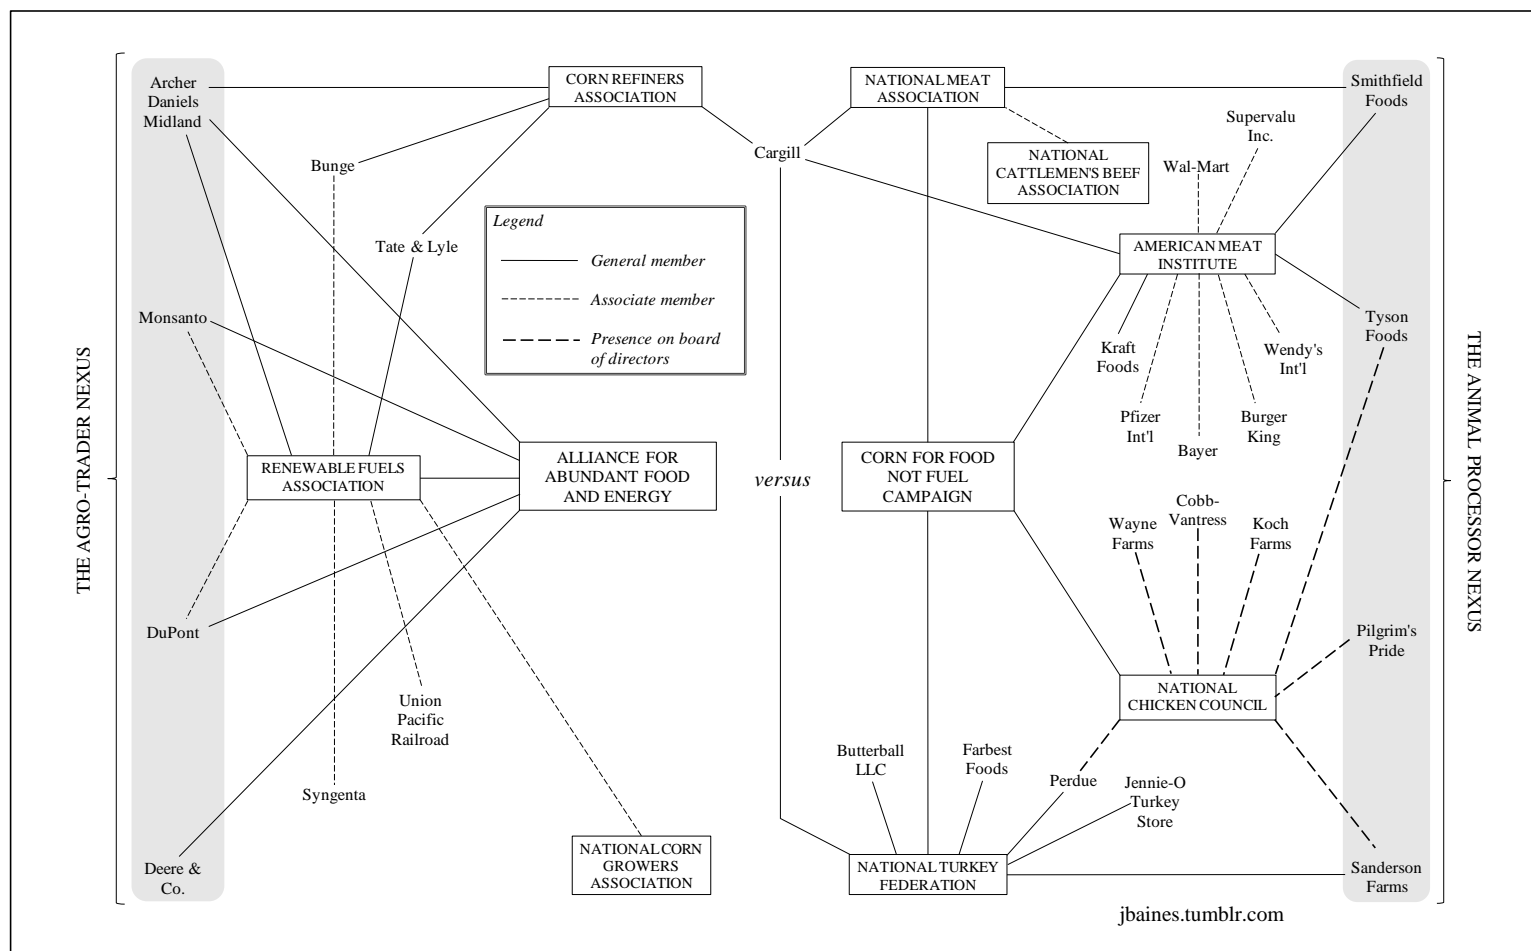 THE AGRO-TRADER NEXUS
Archer
Daniels
Midland
Monsanto
DuPont
Deere &
Co.
CORN REFINERS
ASSOCIATION
Bunge
Tate & Lyle
RENEWABLE FUELS
ASSOCIATION
ALLIANCE FOR
ABUNDANT FOOD
AND ENERGY
Union
Pacific
Railroad
Syngenta
NATIONAL CORN
GROWERS
ASSOCIATION
Legend
General member
Associate member
Presence on board
of directors
Cargill
versus
NATIONAL MEAT
ASSOCIATION
NATIONAL
CATTLEMEN'S BEEF
ASSOCIATION
Supervalu
Inc.
Wal-Mart
AMERICAN MEAT
INSTITUTE
Kraft
Foods
Wendy's
Int'l
Pfizer
Int'l
Bayer
Burger
King
CORN FOR FOOD
NOT FUEL
CAMPAIGN
Wayne
Farms
Cobb-
Vantress
Koch
Farms
NATIONAL
CHICKEN COUNCIL
Butterball
LLC
Farbest
Foods
Perdue
Jennie-O
Turkey
Store
NATIONAL TURKEY
FEDERATION
Smithfield
Foods
Tyson
Foods
Pilgrim's
Pride
Sanderson
Farms
THE ANIMAL PROCESSOR NEXUS
jbaines.tumblr.com